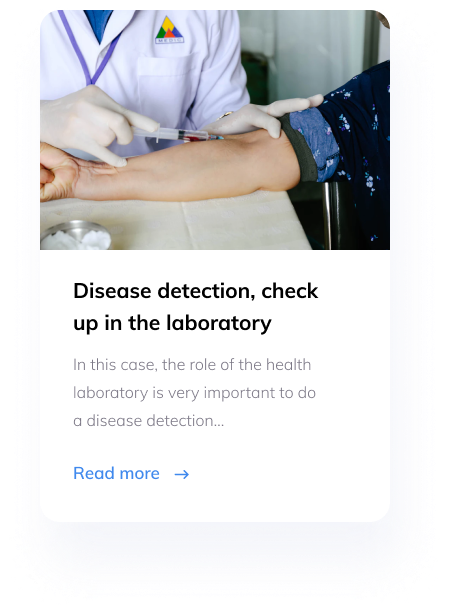 Disease detection, check
up in the laboratory
In this case, the role of the health
laboratory is very important to do
a disease detection...
Read more →